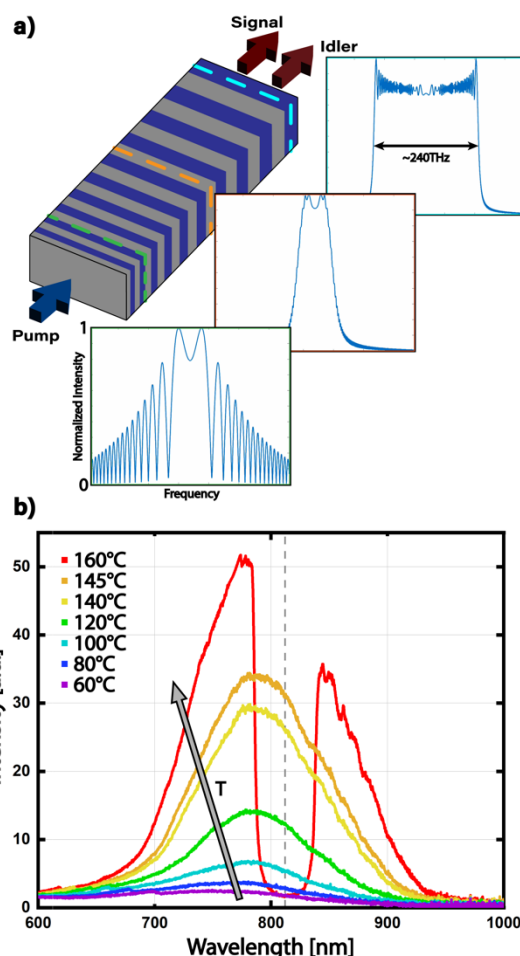 a)
Signal
Idler
~240THz
Pump
1
Normalized Intensity
0
Frequency
b)
50
40
30
20
10
0
160°C
145°C
140°C
120°C
100°C
80°C
60°C
T
600 700 800 900 1000
Wavelength [nm]